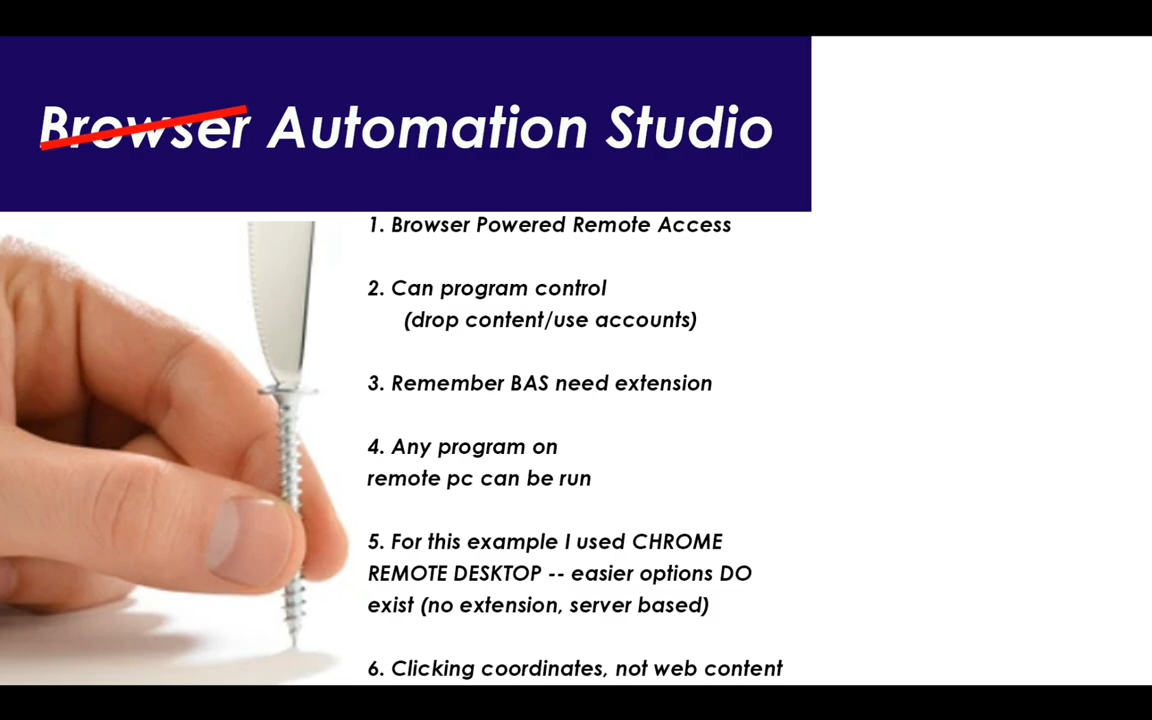 Browser Automation Studio
1. Browser Powered Remote Access
2. Can program control
(drop content/use accounts)
3. Remember BAS need extension
4. Any program on
remote pc can be run
5. For this example I used CHROME
REMOTE DESKTOP -- easier options DO
exist (no extension, server based)
6. Clicking coordinates, not web content